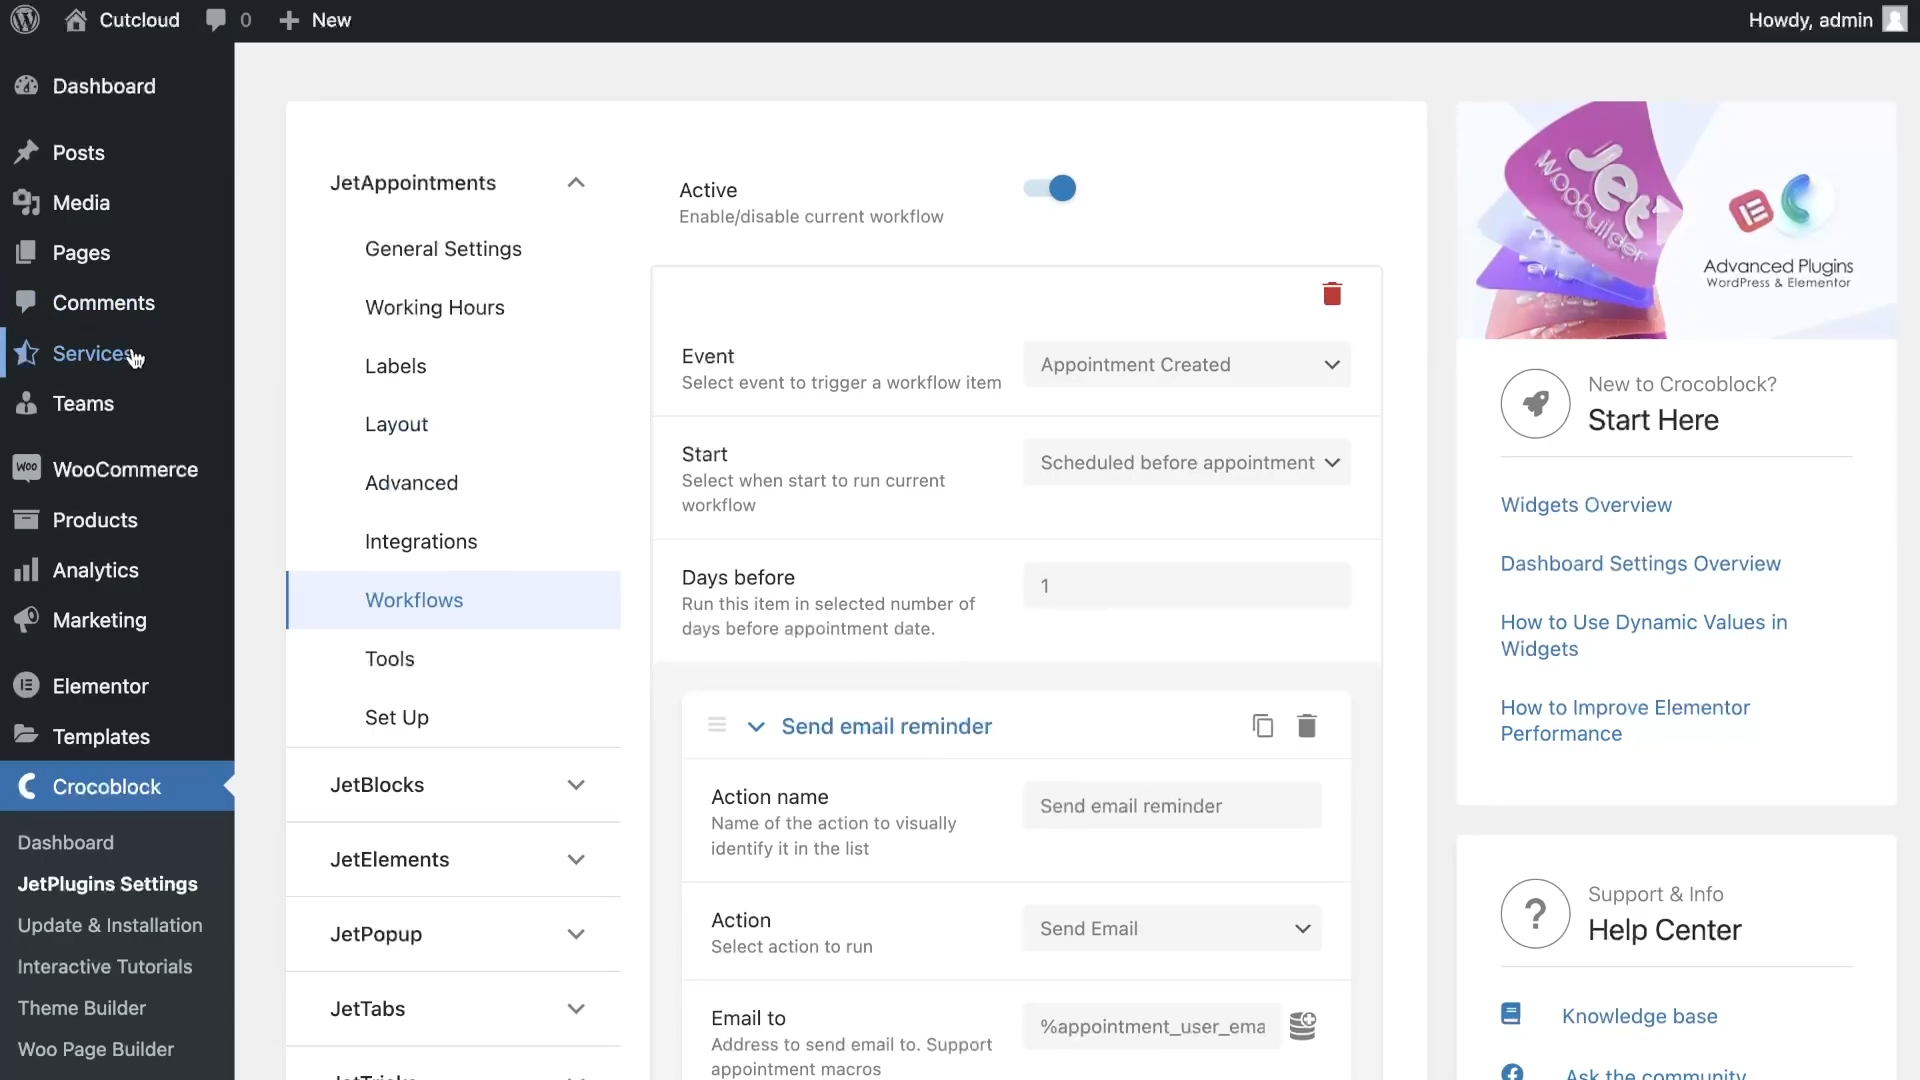 Cutcloud
0
New
Howdy, admin
Dashboard
Posts
Media
Pages
Comments
Services
Teams
WOO
WooCommerce
Products
Analytics
Marketing
Elementor
Templates
Crocoblock
Dashboard
JetPlugins Settings
Update & Installation
Interactive Tutorials
Theme Builder
Woo Page Builder
JetAppointments
General Settings
Working Hours
Labels
Layout
Advanced
Integrations
Workflows
Tools
Set Up
JetBlocks
JetElements
JetPopup
JetTabs
JetTricks
Active
Enable/disable current workflow
Event
Select event to trigger a workflow item
Appointment Created
Start
Select when start to run current
workflow
Scheduled before appointment
Days before
Run this item in selected number of
days before appointment date.
1
Send email reminder
Action name
Name of the action to visually
identify it in the list
Send email reminder
Action
Select action to run
Send Email
Email to
Address to send email to. Support
appointment macros
%appointment_user_ema
Jet
Woobuilder
Advanced Plugins
WordPress & Elementor
New to Crocoblock?
Start Here
Widgets Overview
Dashboard Settings Overview
How to Use Dynamic Values in
Widgets
How to Improve Elementor
Performance
Support & Info
Help Center
Knowledge base
Ask the community